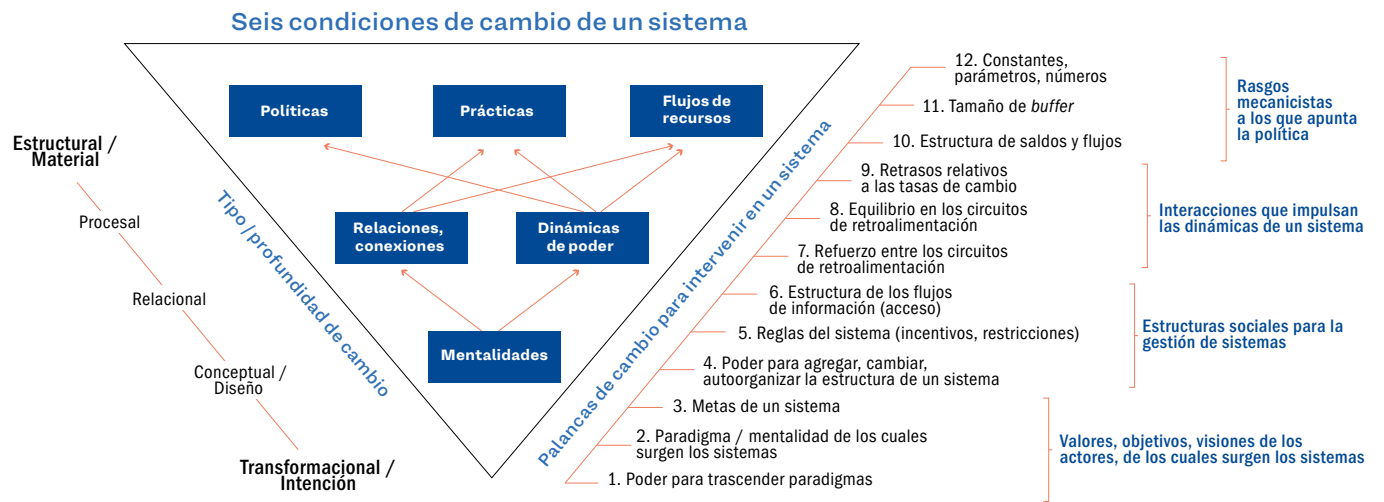 Seis condiciones de cambio de un sistema
Políticas
Prácticas
Flujos de
recursos
Relaciones,
conexiones
Dinámicas
de poder
Mentalidades
Estructural /
Material
Procesal
Relacional
Conceptual /
Diseño
Transformacional /
Intención
Tipo / profundidad de cambio
Palancas de cambio para intervenir en un sistema
12. Constantes,
parámetros, números
11. Tamaño de buffer
10. Estructura de saldos y flujos
9. Retrasos relativos
a las tasas de cambio
8. Equilibrio en los circuitos
de retroalimentación
7. Refuerzo entre los circuitos
de retroalimentación
6. Estructura de los flujos
de información (acceso)
5. Reglas del sistema (incentivos, restricciones)
4. Poder para agregar, cambiar,
autoorganizar la estructura de un sistema
3. Metas de un sistema
2. Paradigma / mentalidad de los cuales
surgen los sistemas
1. Poder para trascender paradigmas
Rasgos
mecanicistas
a los que apunta
la política
Interacciones que impulsan
las dinámicas de un sistema
Estructuras sociales para la
gestión de sistemas
Valores, objetivos, visiones de los
actores, de los cuales surgen los sistemas